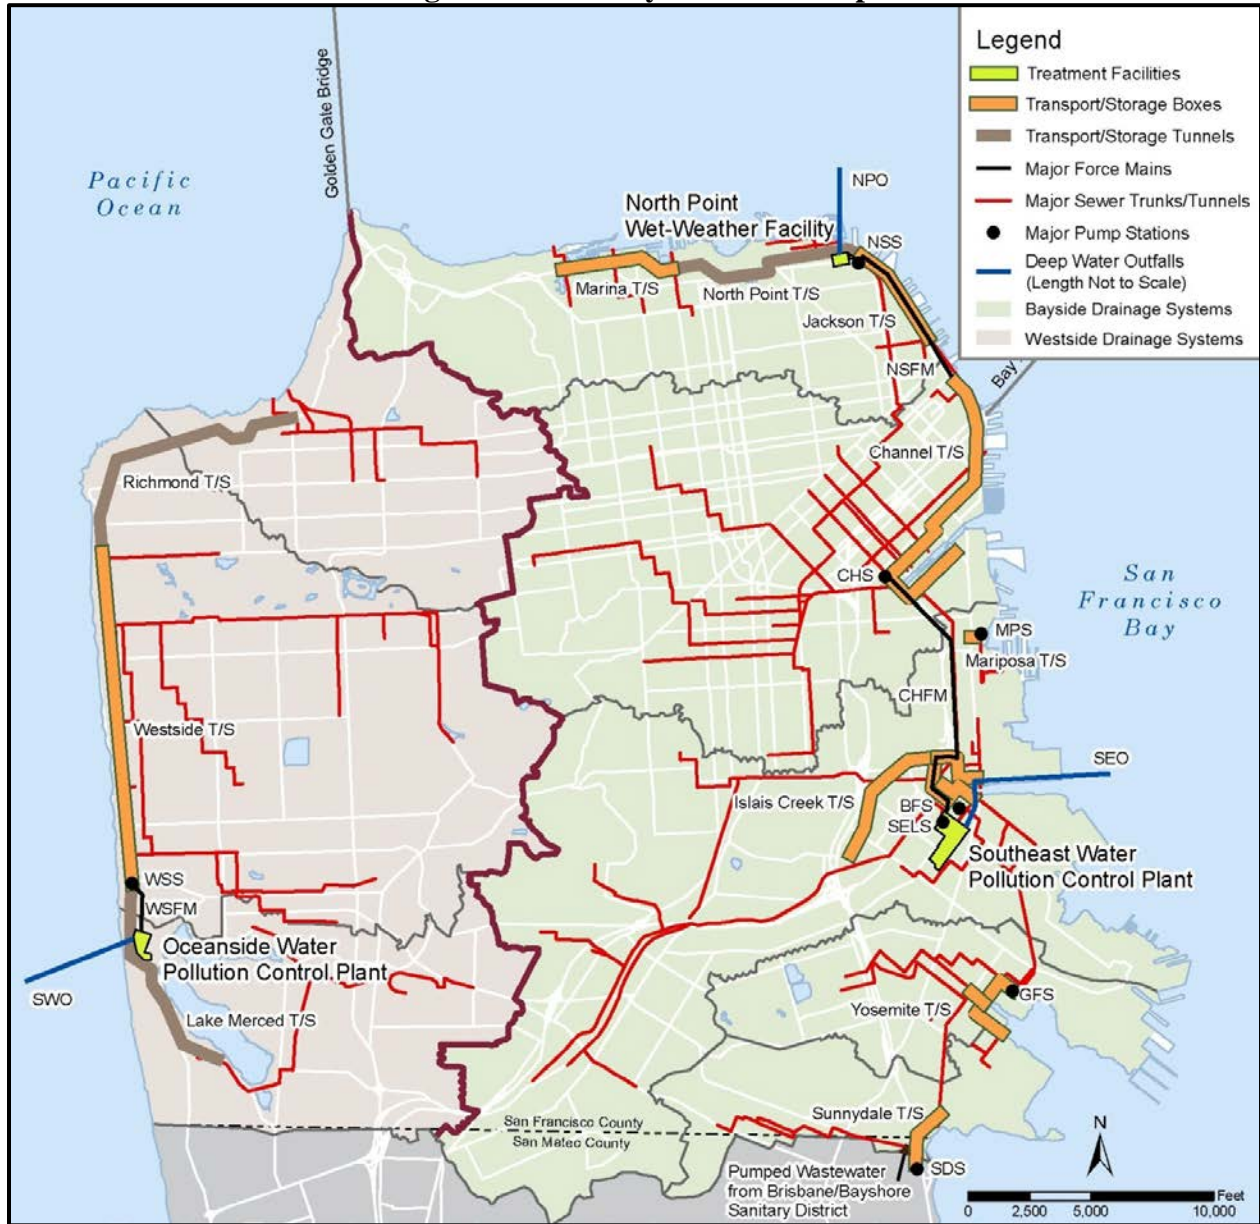 Legend
Treatment Facilities
Transport/Storage Boxes
Transport/Storage Tunnels
Major Force Mains
Major Sewer Trunks/Tunnels
Major Pump Stations
Deep Water Outfalls
(Length Not to Scale)
Bayside Drainage Systems
Westside Drainage Systems
Golden Gate Bridge
Pacific
Ocean
NPO
North Point
Wet-Weather Facility
NSS
Marina T/S
North Point T/S
Jackson T/S
NSFM
Bay
Channel T/S
Richmond T/S
CHS
San
Francisco
Bay
MPS
Mariposa T/S
CHFM
Westside T/S
SEO
Islais Creek T/S
BFS
SELS
Southeast Water
Pollution Control Plant
WSS
WSFM
Oceanside Water
Pollution Control Plant
SWO
Lake Merced T/S
Yosemite T/S
GFS
Sunnydale T/S
San Francisco County
San Mateo County
SDS
Pumped Wastewater
from Brisbane/Bayshore
Sanitary District
N
Feet
0 2,500 5,000 10,000